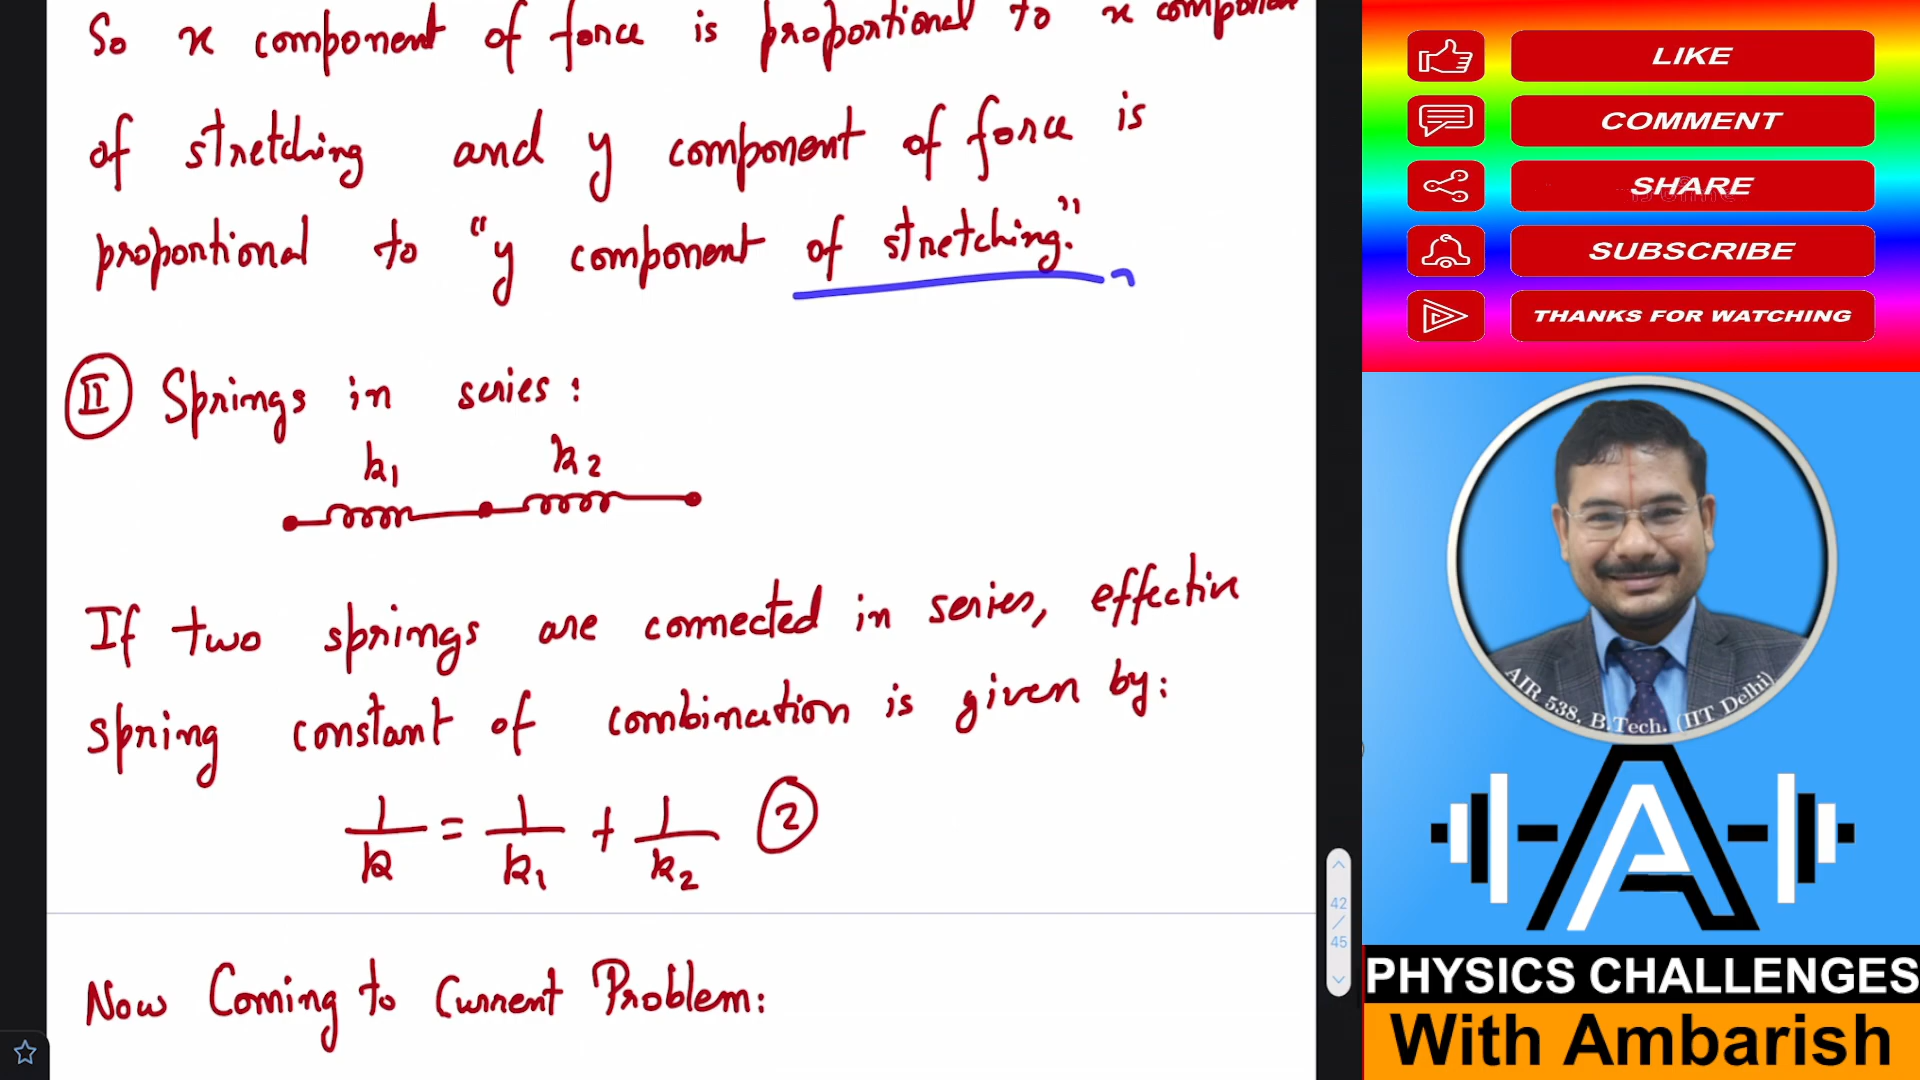 So x component of force is proportional to x component
of stretching and y component of force is
proportional to "y component of stretching."
II Springs in series:
k1 k2
If two springs are connected in series, effective
spring constant of combination is given by:
1/k = 1/k1 + 1/k2 2
Now Coming to Current Problem:
42
/
45
LIKE
COMMENT
SHARE
SUBSCRIBE
THANKS FOR WATCHING
AIR 538, B.Tech. (IIT Delhi)
A
PHYSICS CHALLENGES
With Ambarish